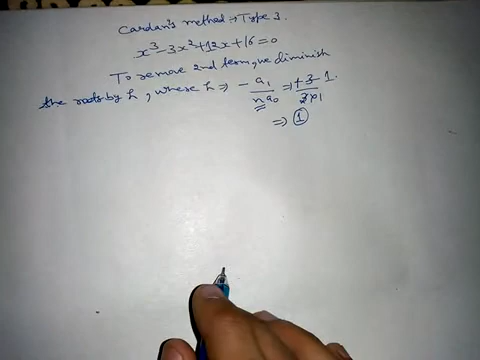 Cardan's method ⇒ Type 3.
x³ - 3x² + 12x + 16 = 0
To remove 2nd term, we diminish
the roots by h, where h ⇒ -a₁/na₀ ⇒ +3/3×1 - 1.
⇒ ①